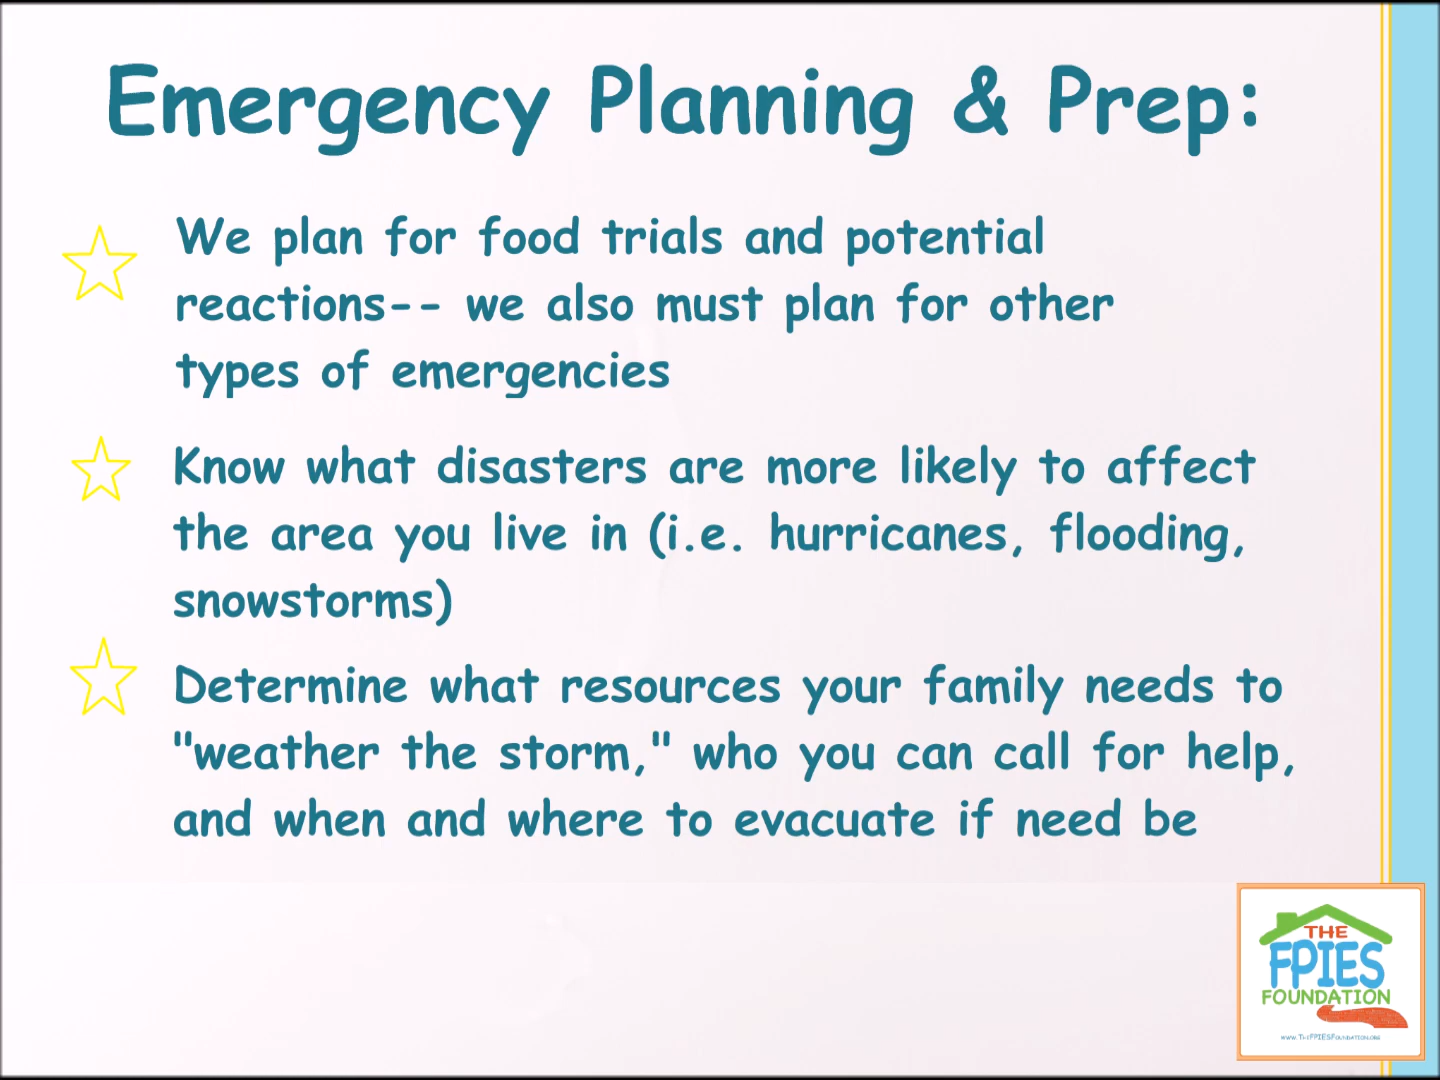 Emergency Planning & Prep:
We plan for food trials and potential
reactions-- we also must plan for other
types of emergencies
Know what disasters are more likely to affect
the area you live in (i.e. hurricanes, flooding,
snowstorms)
Determine what resources your family needs to
"weather the storm," who you can call for help,
and when and where to evacuate if need be
THE
FPIES
FOUNDATION
www.TheFPIESFoundation.org